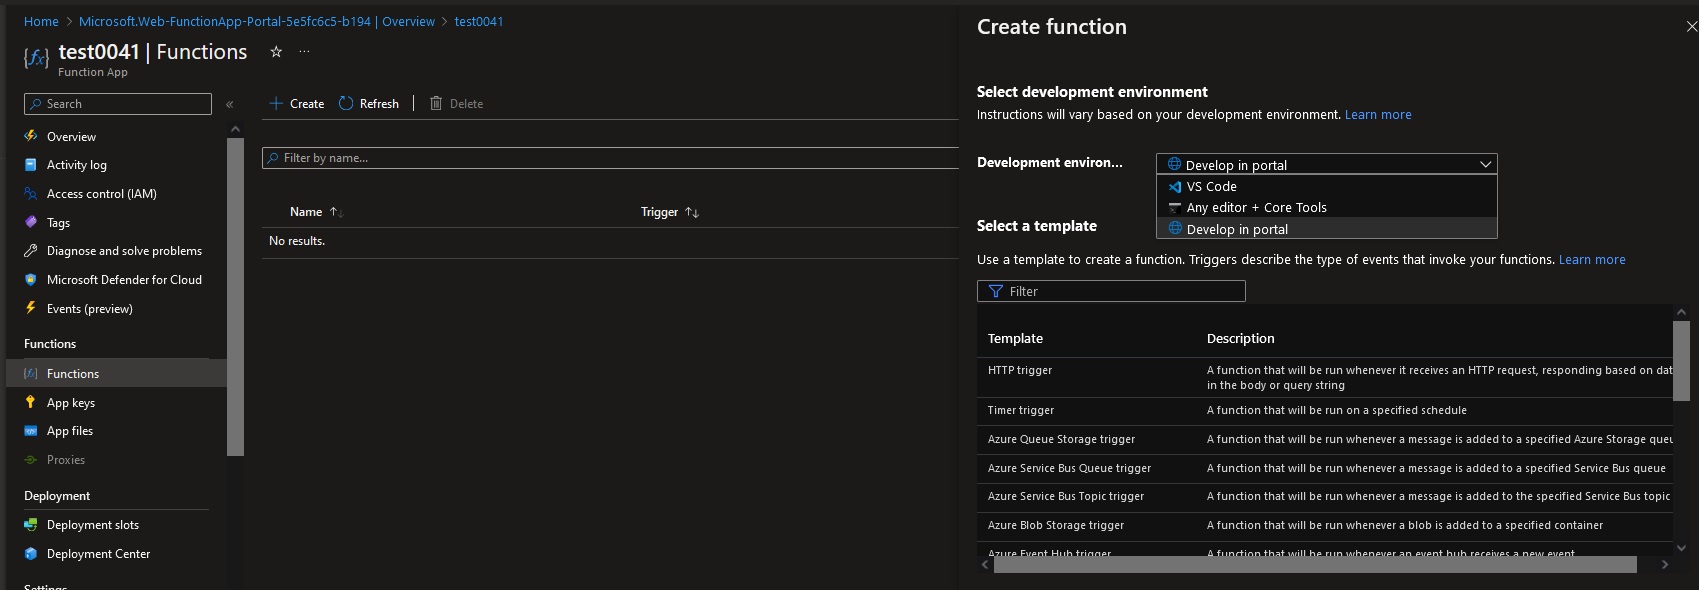 Home > Microsoft.Web-FunctionApp-Portal-5e5fc6c5-b194 | Overview > test0041
test0041 | Functions
Function App
Search
Overview
Activity log
Access control (IAM)
Tags
Diagnose and solve problems
Microsoft Defender for Cloud
Events (preview)
Functions
Functions
App keys
App files
Proxies
Deployment
Deployment slots
Deployment Center
Settings
Create Refresh Delete
Filter by name...
Name Trigger
No results.
Create function
Select development environment
Instructions will vary based on your development environment. Learn more
Development environ... Develop in portal
VS Code
Any editor + Core Tools
Develop in portal
Select a template
Use a template to create a function. Triggers describe the type of events that invoke your functions. Learn more
Filter
Template Description
HTTP trigger A function that will be run whenever it receives an HTTP request, responding based on dat
in the body or query string
Timer trigger A function that will be run on a specified schedule
Azure Queue Storage trigger A function that will be run whenever a message is added to a specified Azure Storage queu
Azure Service Bus Queue trigger A function that will be run whenever a message is added to a specified Service Bus queue
Azure Service Bus Topic trigger A function that will be run whenever a message is added to the specified Service Bus topic
Azure Blob Storage trigger A function that will be run whenever a blob is added to a specified container
Azure Event Hub trigger A function that will be run whenever an event hub receives a new event